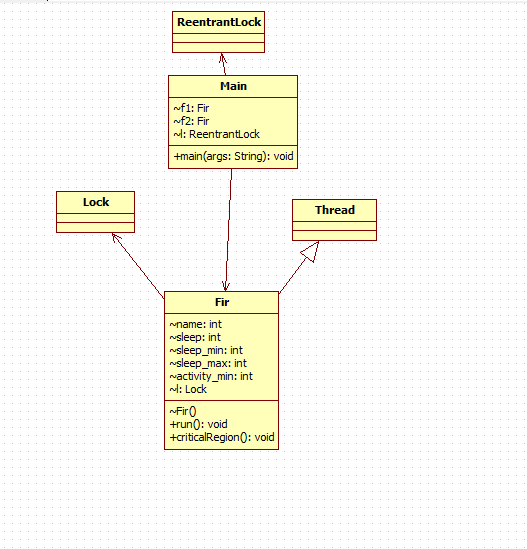 ReentrantLock
Main
~f1: Fir
~f2: Fir
~l: ReentrantLock
+main(args: String): void
Lock
Thread
Fir
~name: int
~sleep: int
~sleep_min: int
~sleep_max: int
~activity_min: int
~l: Lock
~Fir()
+run(): void
+criticalRegion(): void